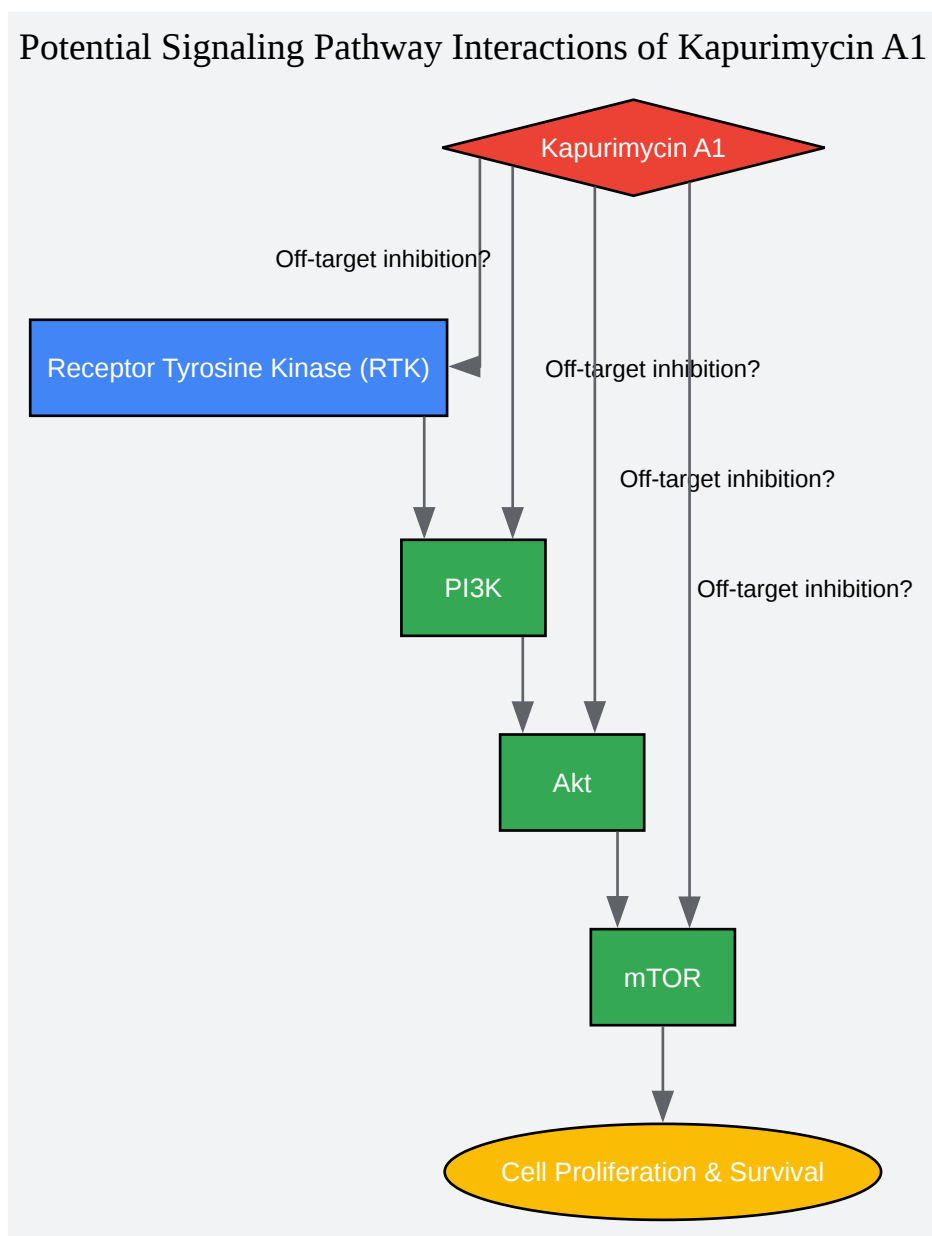 Potential Signaling Pathway Interactions of Kapurimycin A1
Kapurimycin A1
Off-target inhibition?
Receptor Tyrosine Kinase (RTK)
Off-target inhibition?
Off-target inhibition?
PI3K
Off-target inhibition?
Akt
mTOR
Cell Proliferation & Survival